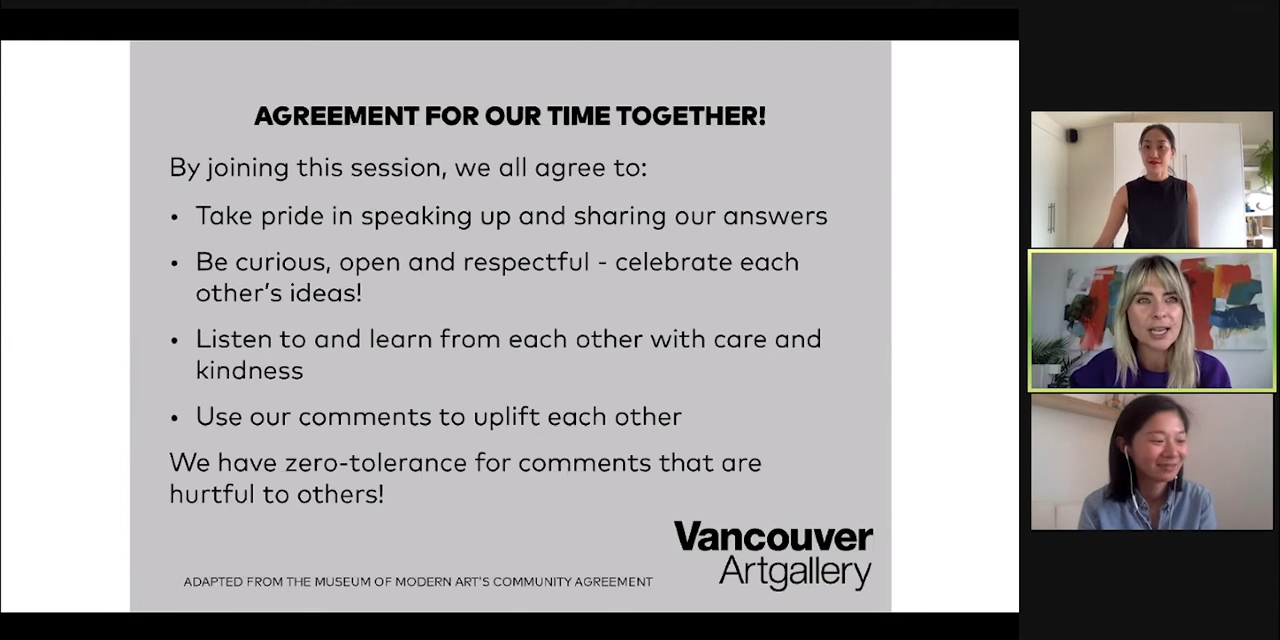 AGREEMENT FOR OUR TIME TOGETHER!
By joining this session, we all agree to:
• Take pride in speaking up and sharing our answers
• Be curious, open and respectful - celebrate each
other's ideas!
• Listen to and learn from each other with care and
kindness
• Use our comments to uplift each other
We have zero-tolerance for comments that are
hurtful to others!
Vancouver
Artgallery
ADAPTED FROM THE MUSEUM OF MODERN ART'S COMMUNITY AGREEMENT